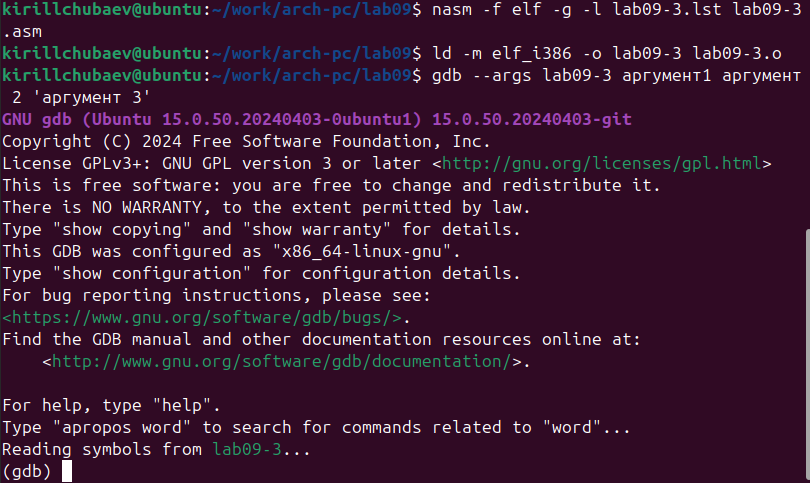 kirillchubaev@ubuntu:~/work/arch-pc/lab09$ nasm -f elf -g -l lab09-3.lst lab09-3
.asm
kirillchubaev@ubuntu:~/work/arch-pc/lab09$ ld -m elf_i386 -o lab09-3 lab09-3.o
kirillchubaev@ubuntu:~/work/arch-pc/lab09$ gdb --args lab09-3 аргумент1 аргумент
 2 'аргумент 3'
GNU gdb (Ubuntu 15.0.50.20240403-0ubuntu1) 15.0.50.20240403-git
Copyright (C) 2024 Free Software Foundation, Inc.
License GPLv3+: GNU GPL version 3 or later <http://gnu.org/licenses/gpl.html>
This is free software: you are free to change and redistribute it.
There is NO WARRANTY, to the extent permitted by law.
Type "show copying" and "show warranty" for details.
This GDB was configured as "x86_64-linux-gnu".
Type "show configuration" for configuration details.
For bug reporting instructions, please see:
<https://www.gnu.org/software/gdb/bugs/>.
Find the GDB manual and other documentation resources online at:
    <http://www.gnu.org/software/gdb/documentation/>.

For help, type "help".
Type "apropos word" to search for commands related to "word"...
Reading symbols from lab09-3...
(gdb)